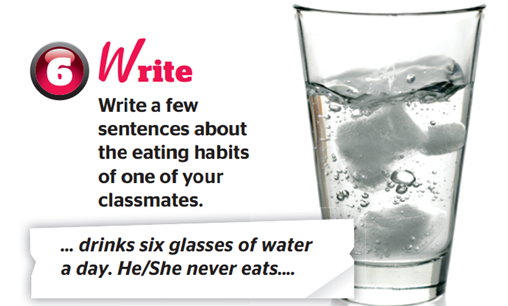 6 Write
Write a few
sentences about
the eating habits
of one of your
classmates.
... drinks six glasses of water
a day. He/She never eats....